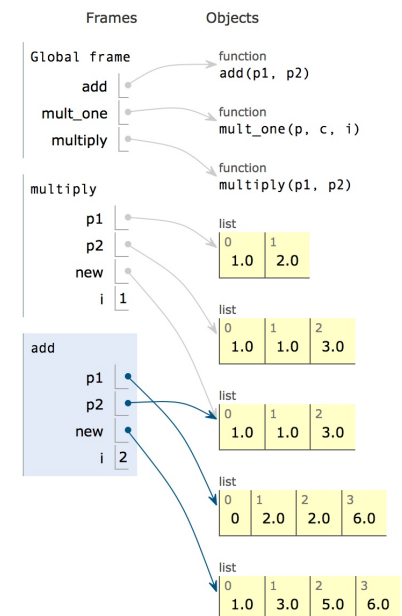 Frames Objects
Global frame
add
mult_one
multiply
function
add(p1, p2)
function
mult_one(p, c, i)
function
multiply(p1, p2)
multiply
p1
p2
new
i 1
list
0 1
1.0 2.0
list
0 1 2
1.0 1.0 3.0
add
p1
p2
new
i 2
list
0 1 2
1.0 1.0 3.0
list
0 1 2 3
0 2.0 2.0 6.0
list
0 1 2 3
1.0 3.0 5.0 6.0